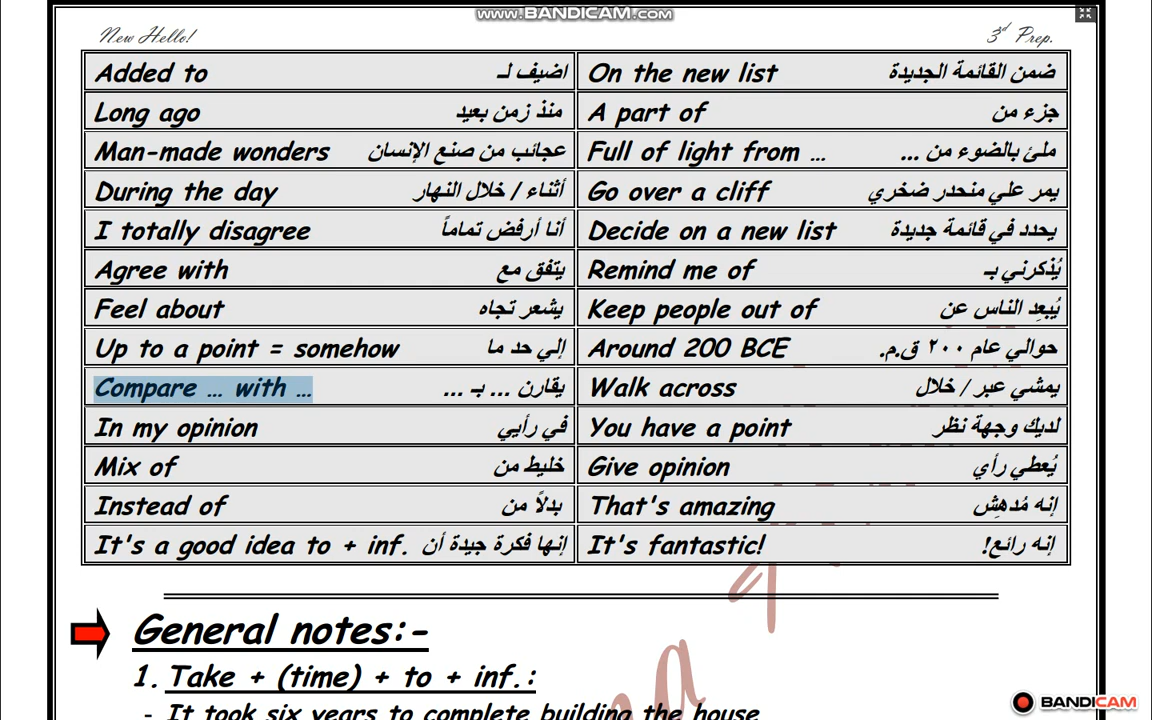 www.BANDICAM.com
New Hello!
3rd Prep.
Added to اضيف لـ On the new list ضمن القائمة الجديدة
Long ago منذ زمن بعيد A part of جزء من
Man-made wonders عجائب من صنع الإنسان Full of light from ... ملئ بالضوء من ...
During the day أثناء / خلال النهار Go over a cliff يمر علي منحدر ضخري
I totally disagree أنا أرفض تماماً Decide on a new list يحدد في قائمة جديدة
Agree with يتفق مع Remind me of يُذكرني بـ
Feel about يشعر تجاه Keep people out of يُبعِد الناس عن
Up to a point = somehow إلي حد ما Around 200 BCE حوالي عام ٢٠٠ ق.م.
Compare ... with ... يقارن ... بـ ... Walk across يمشي عبر / خلال
In my opinion في رأيي You have a point لديك وجهة نظر
Mix of خليط من Give opinion يُعطي رأي
Instead of بدلاً من That's amazing إنه مُدهِش
It's a good idea to + inf. إنها فكرة جيدة أن It's fantastic! إنه رائع!
General notes:-
1. Take + (time) + to + inf.:
- It took six years to complete building the house
BANDICAM